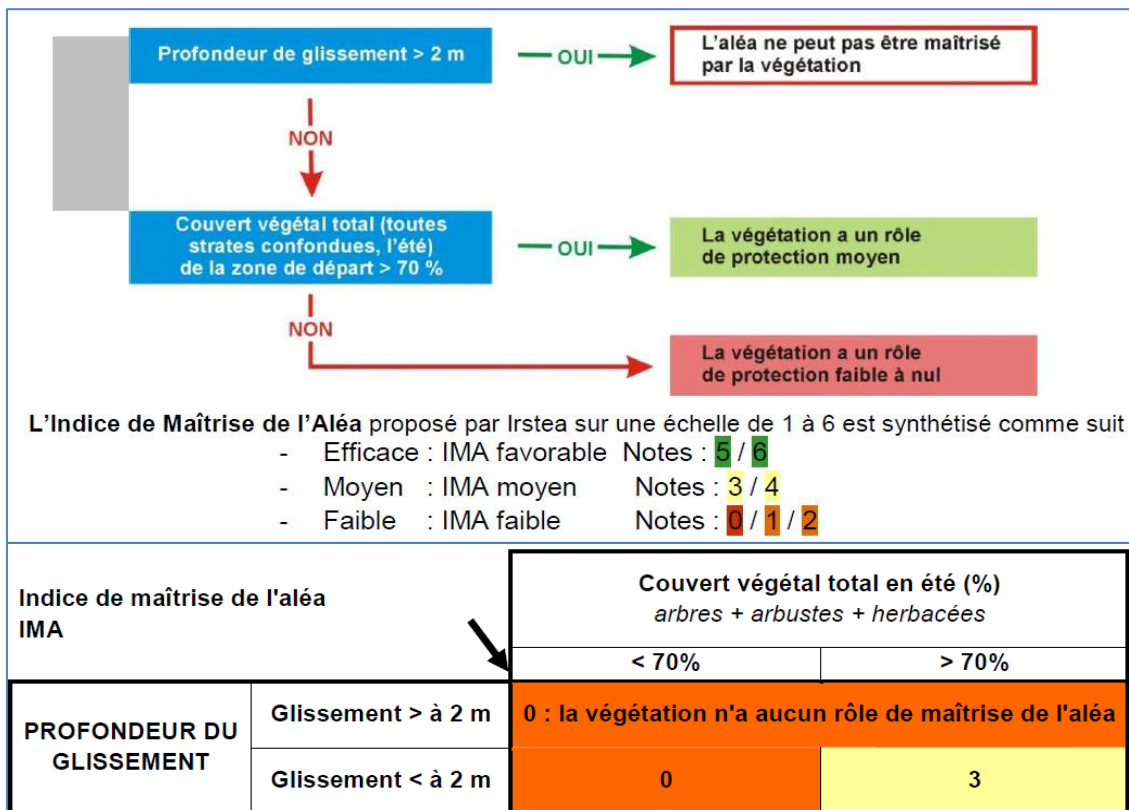 Profondeur de glissement > 2 m
OUI
L'aléa ne peut pas être maîtrisé
par la végétation
NON
Couvert végétal total (toutes
strates confondues, l'été)
de la zone de départ > 70 %
OUI
La végétation a un rôle
de protection moyen
NON
La végétation a un rôle
de protection faible à nul
L'Indice de Maîtrise de l'Aléa proposé par Irstea sur une échelle de 1 à 6 est synthétisé comme suit
- Efficace : IMA favorable Notes : 5 / 6
- Moyen : IMA moyen Notes : 3 / 4
- Faible : IMA faible Notes : 0 / 1 / 2
Indice de maîtrise de l'aléa
IMA
Couvert végétal total en été (%)
arbres + arbustes + herbacées
< 70% > 70%
PROFONDEUR DU
GLISSEMENT
Glissement > à 2 m 0 : la végétation n'a aucun rôle de maîtrise de l'aléa
Glissement < à 2 m 0 3